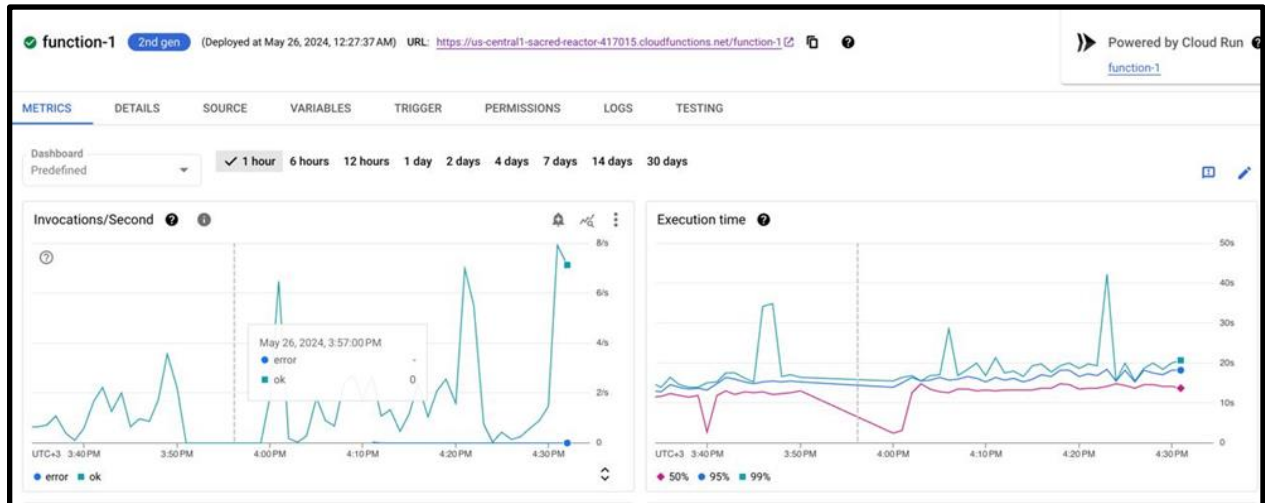 function-1 2nd gen (Deployed at May 26, 2024, 12:27:37 AM) URL: https://us-central1-sacred-reactor-417015.cloudfunctions.net/function-1
Powered by Cloud Run
function-1
METRICS DETAILS SOURCE VARIABLES TRIGGER PERMISSIONS LOGS TESTING
Dashboard
Predefined
1 hour 6 hours 12 hours 1 day 2 days 4 days 7 days 14 days 30 days
Invocations/Second
8/s
6/s
4/s
2/s
0
May 26, 2024, 3:57:00 PM
error -
ok 0
UTC+3 3:40 PM 3:50 PM 4:00 PM 4:10 PM 4:20 PM 4:30 PM
error ok
Execution time
50s
40s
30s
20s
10s
0
UTC+3 3:40 PM 3:50 PM 4:00 PM 4:10 PM 4:20 PM 4:30 PM
50% 95% 99%